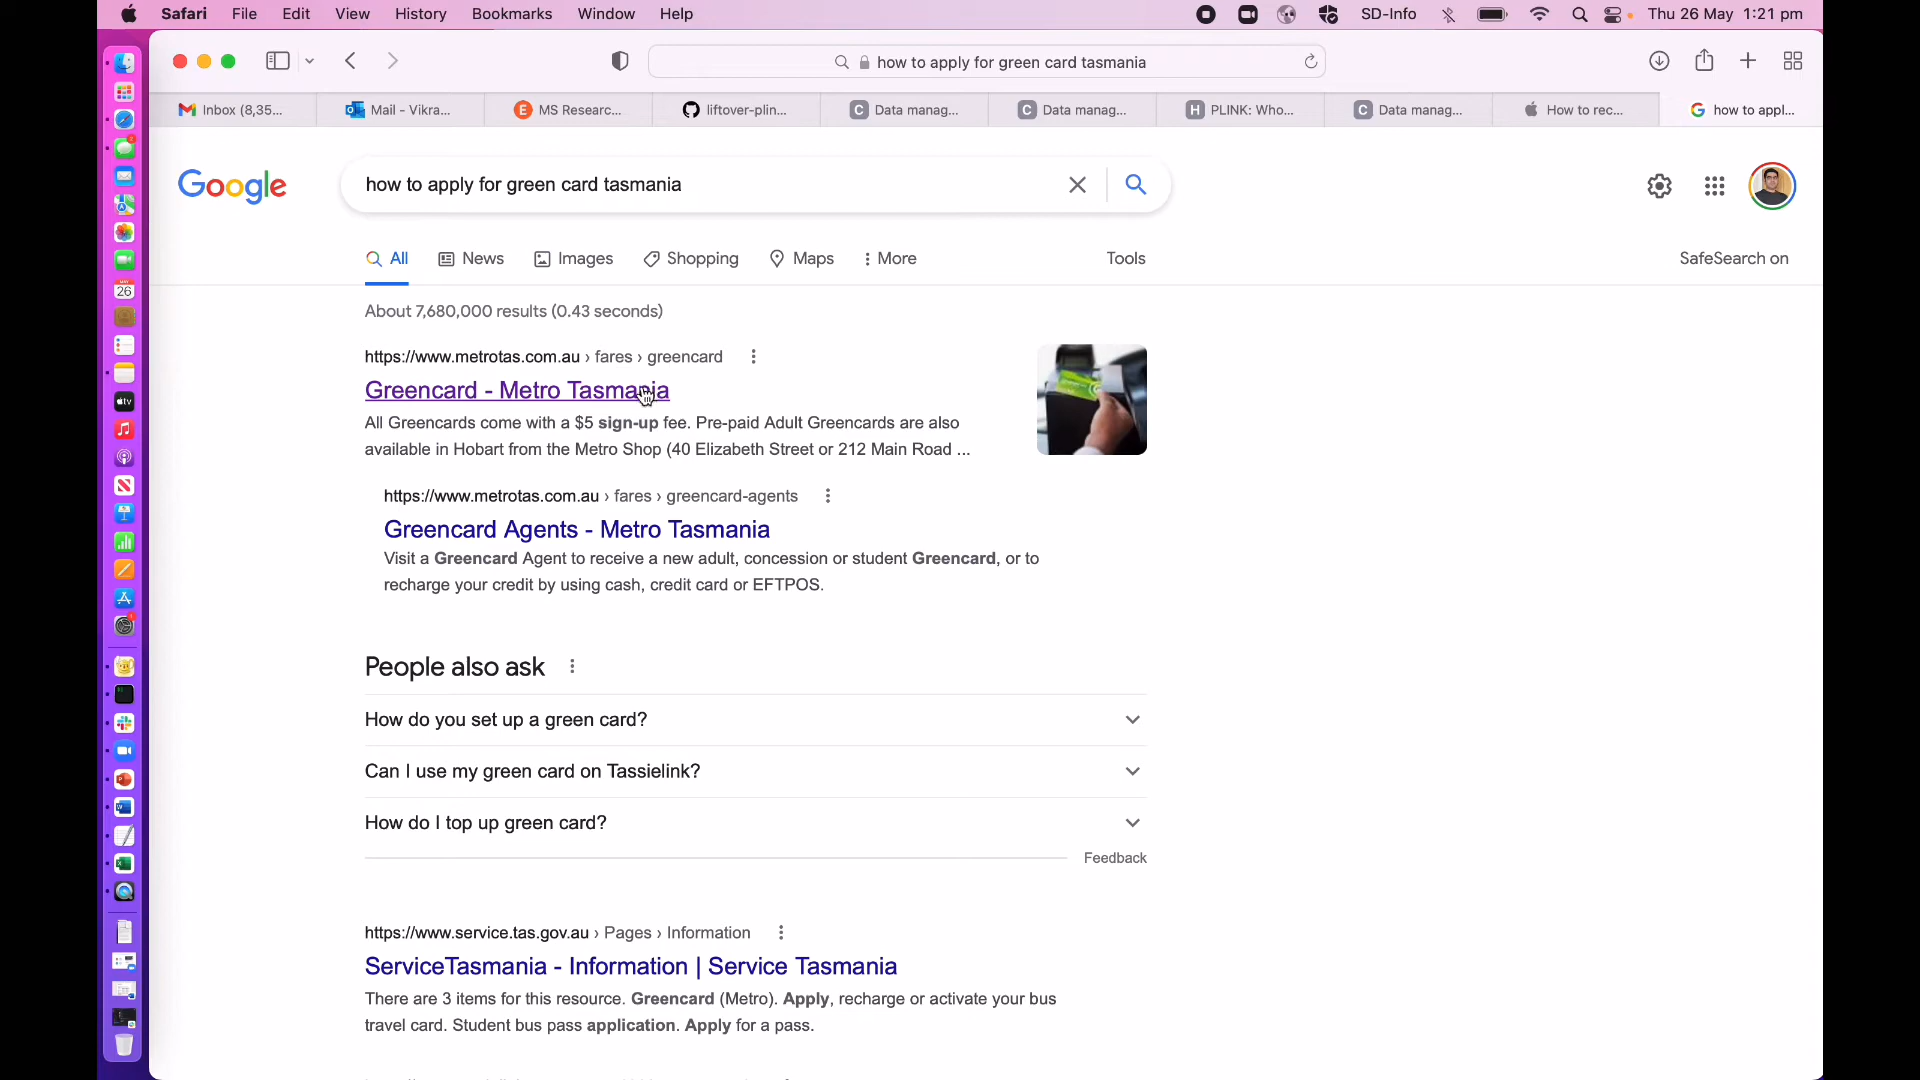 Safari File Edit View History Bookmarks Window Help SD-Info Thu 26 May 1:21 pm
how to apply for green card tasmania
Inbox (8,35... Mail - Vikra... MS Researc... liftover-plin... Data manag... Data manag... PLINK: Who... Data manag... How to rec... how to appl...
Google
how to apply for green card tasmania
All News Images Shopping Maps More Tools SafeSearch on
About 7,680,000 results (0.43 seconds)
https://www.metrotas.com.au › fares › greencard
Greencard - Metro Tasmania
All Greencards come with a $5 sign-up fee. Pre-paid Adult Greencards are also
available in Hobart from the Metro Shop (40 Elizabeth Street or 212 Main Road ...
https://www.metrotas.com.au › fares › greencard-agents
Greencard Agents - Metro Tasmania
Visit a Greencard Agent to receive a new adult, concession or student Greencard, or to
recharge your credit by using cash, credit card or EFTPOS.
People also ask
How do you set up a green card?
Can I use my green card on Tassielink?
How do I top up green card?
Feedback
https://www.service.tas.gov.au › Pages › Information
ServiceTasmania - Information | Service Tasmania
There are 3 items for this resource. Greencard (Metro). Apply, recharge or activate your bus
travel card. Student bus pass application. Apply for a pass.